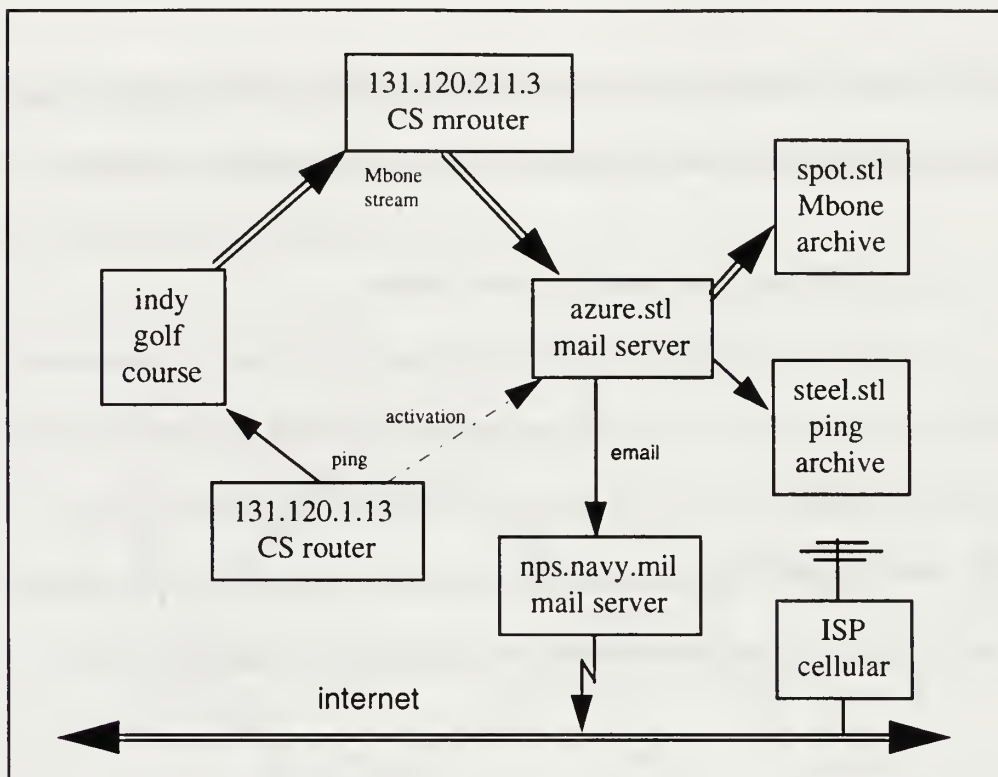 131.120.211.3
CS mrouter
Mbone
stream
spot.stl
Mbone
archive
indy
golf
course
azure.stl
mail server
steel.stl
ping
archive
activation
ping
email
131.120.1.13
CS router
nps.navy.mil
mail server
ISP
cellular
internet